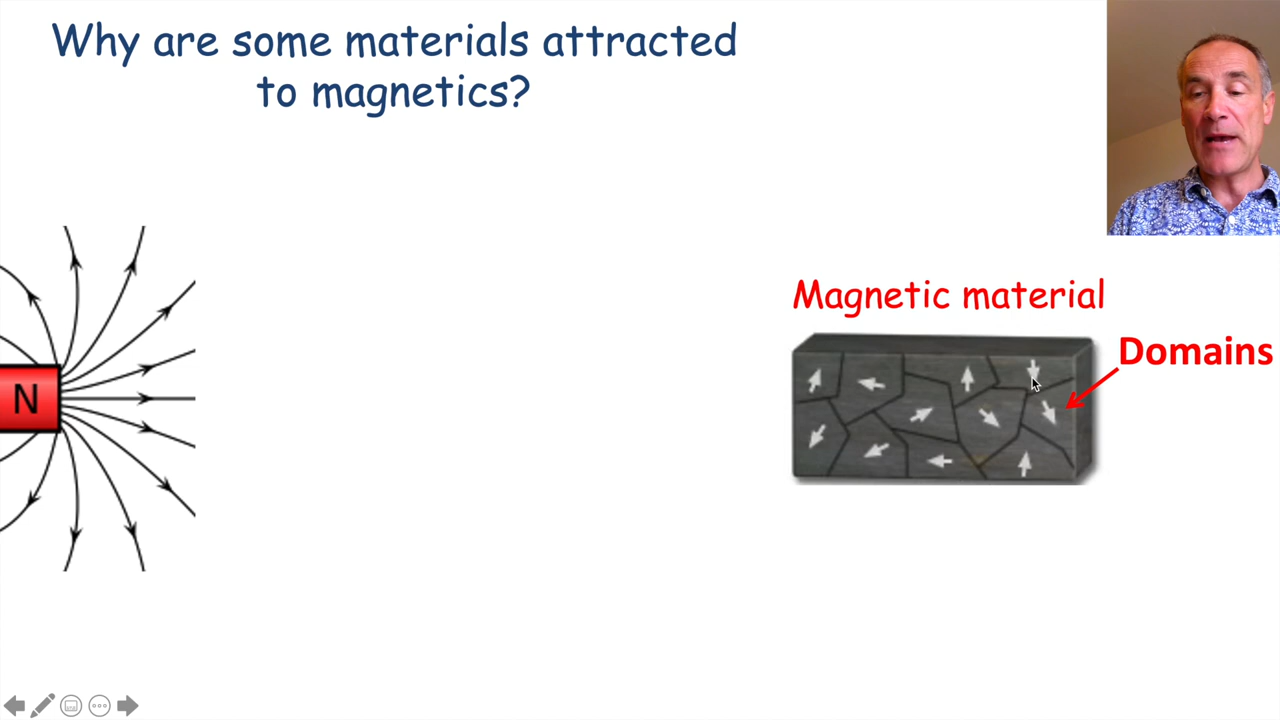 Why are some materials attracted
to magnetics?
N
Magnetic material
Domains